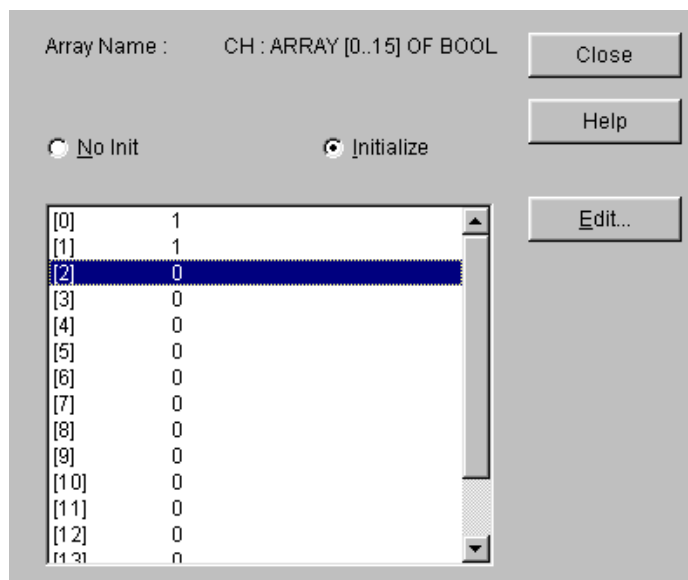 Array Name : CH : ARRAY [0..15] OF BOOL
Close
Help
No Init
Initialize
Edit...
[0] 1
[1] 1
[2] 0
[3] 0
[4] 0
[5] 0
[6] 0
[7] 0
[8] 0
[9] 0
[10] 0
[11] 0
[12] 0
[13] 0